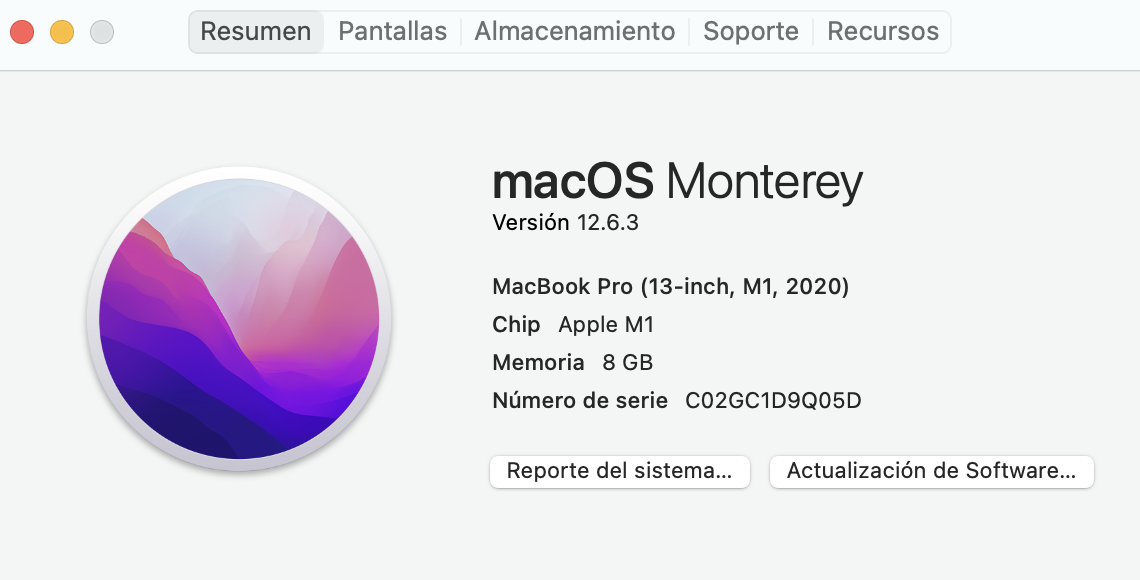 Resumen Pantallas Almacenamiento Soporte Recursos
macOS Monterey
Versión 12.6.3
MacBook Pro (13-inch, M1, 2020)
Chip Apple M1
Memoria 8 GB
Número de serie C02GC1D9Q05D
Reporte del sistema... Actualización de Software...